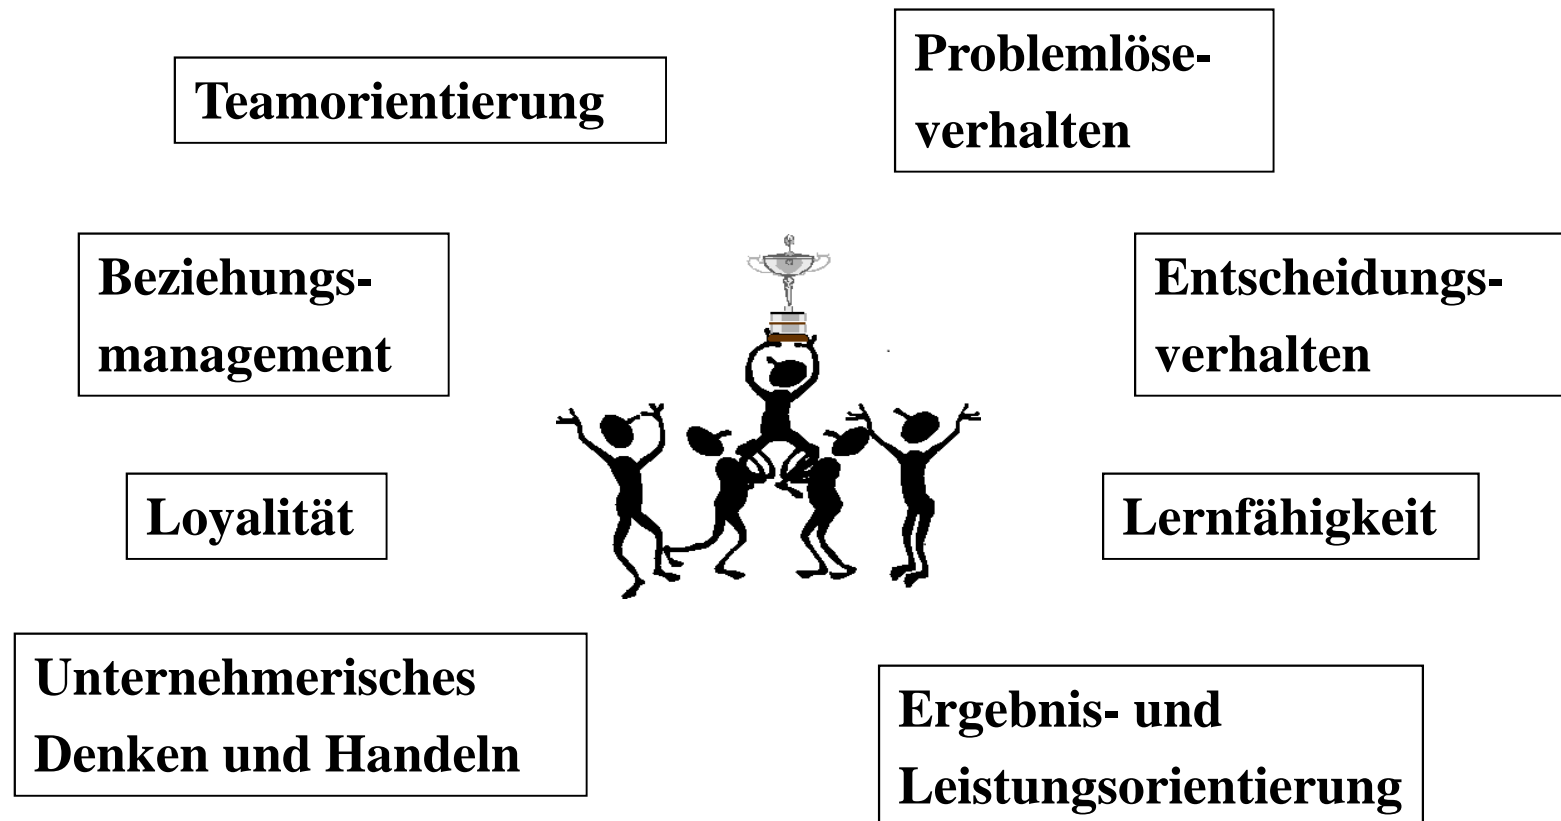 Teamorientierung
Problemlöse-
verhalten
Beziehungs-
management
Entscheidungs-
verhalten
Loyalität
Lernfähigkeit
Unternehmerisches
Denken und Handeln
Ergebnis- und
Leistungsorientierung